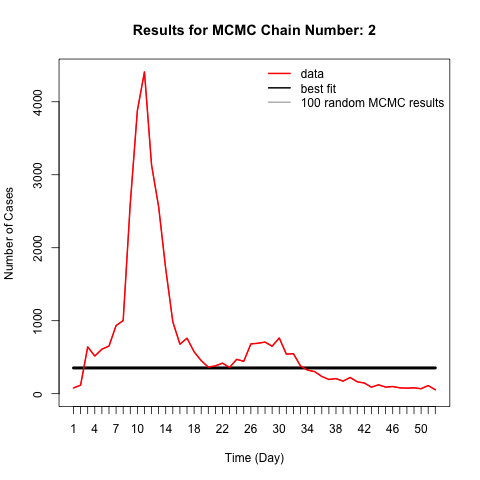 Results for MCMC Chain Number: 2
data
best fit
100 random MCMC results
Number of Cases
4000
3000
2000
1000
0
1 4 7 10 14 18 22 26 30 34 38 42 46 50
Time (Day)